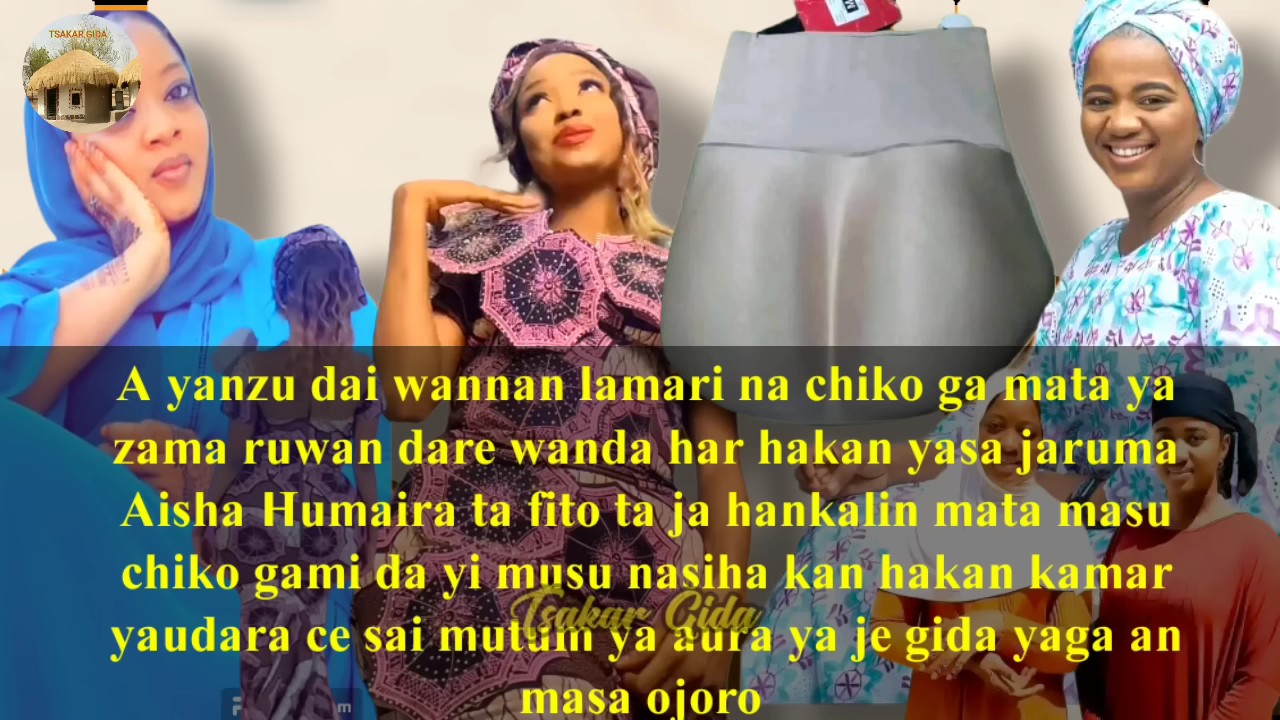 TSAKAR GIDA
M
A yanzu dai wannan lamari na chiko ga mata ya
zama ruwan dare wanda har hakan yasa jaruma
Aisha Humaira ta fito ta ja hankalin mata masu
chiko gami da yi musu nasiha kan hakan kamar
yaudara ce sai mutum ya aura ya je gida yaga an
masa ojoro
Tsakar Gida